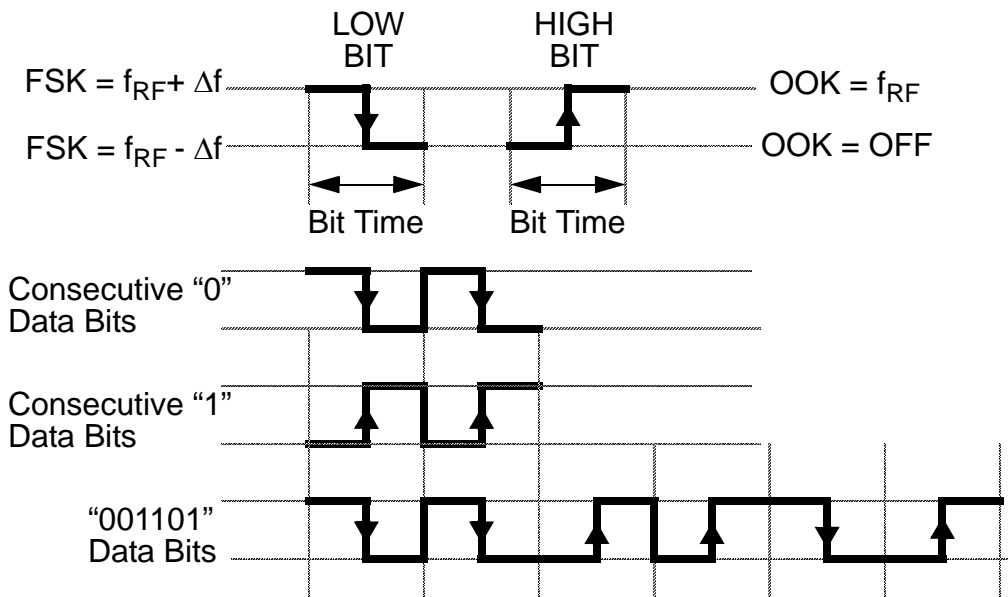 LOW
BIT
HIGH
BIT
FSK = fRF+ Δf
OOK = fRF
FSK = fRF - Δf
OOK = OFF
Bit Time
Bit Time
Consecutive “0”
Data Bits
Consecutive “1”
Data Bits
“001101”
Data Bits